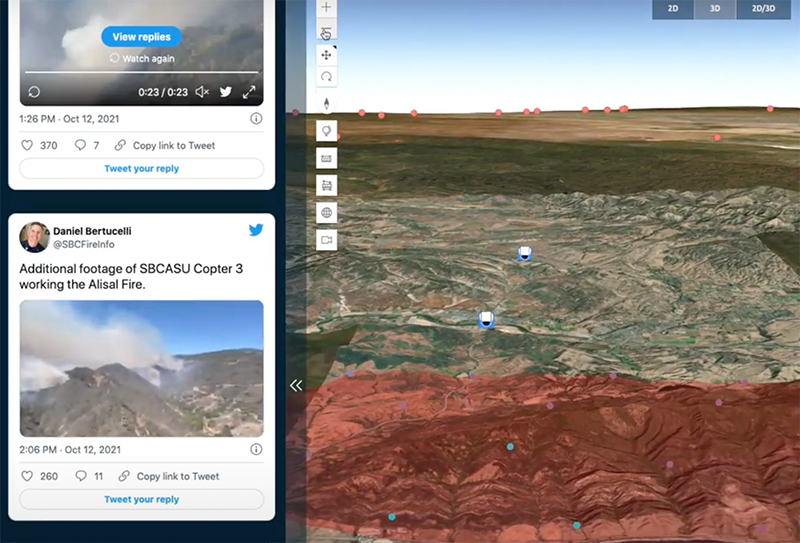 2D 3D 2D/3D
View replies
Watch again
0:23 / 0:23
1:26 PM · Oct 12, 2021
370 7 Copy link to Tweet
Tweet your reply
Daniel Bertucelli
@SBCFireInfo
Additional footage of SBCASU Copter 3
working the Alisal Fire.
2:06 PM · Oct 12, 2021
260 11 Copy link to Tweet
Tweet your reply